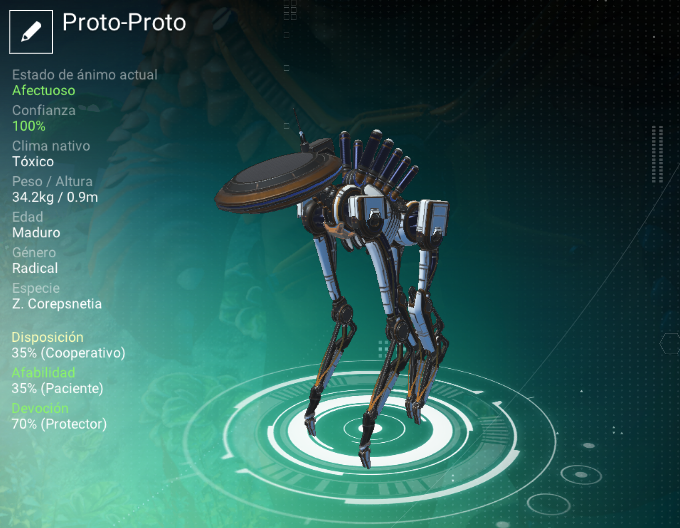 Proto-Proto
Estado de ánimo actual
Afectuoso
Confianza
100%
Clima nativo
Tóxico
Peso / Altura
34.2kg / 0.9m
Edad
Maduro
Género
Radical
Especie
Z. Corepsnetia
Disposición
35% (Cooperativo)
Afabilidad
35% (Paciente)
Devoción
70% (Protector)